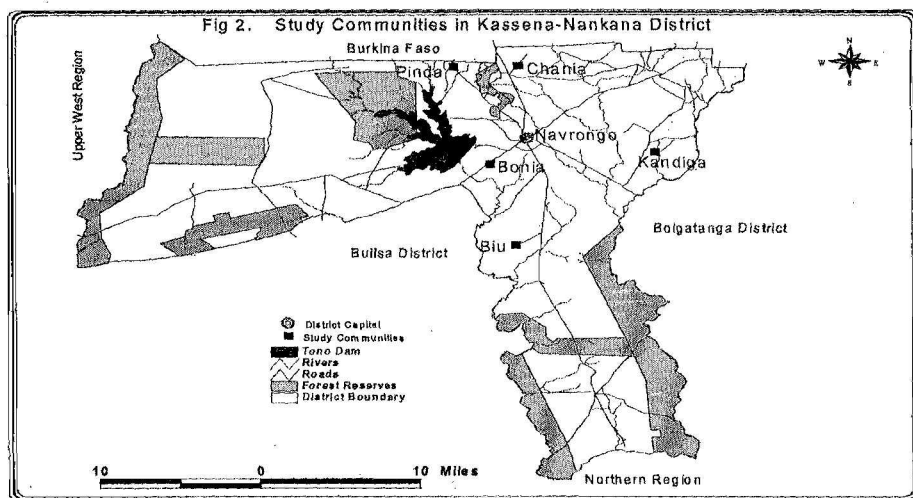 Fig 2. Study Communities in Kassena-Nankana District
Burkina Faso
N
W E
S
Upper West Region
Pinda
Chania
Navrongo
Kandiga
Bonia
Bolgatanga District
Biu
Builsa District
District Capital
Study Communities
Tono Dam
Rivers
Roads
Forest Reserves
District Boundary
10 0 10 Miles
Northern Region